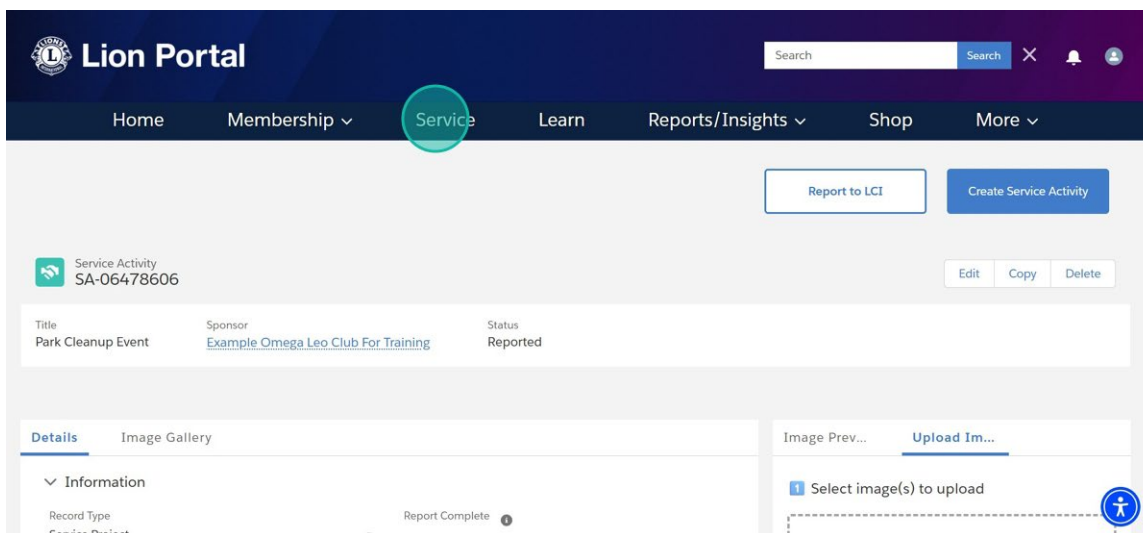 Lion Portal
Search Search
Home Membership Service Learn Reports/Insights Shop More
Report to LCI Create Service Activity
Service Activity
SA-06478606
Edit Copy Delete
Title Sponsor Status
Park Cleanup Event Example Omega Leo Club For Training Reported
Details Image Gallery Image Prev... Upload Im...
Information
1 Select image(s) to upload
Record Type Report Complete
Service Project